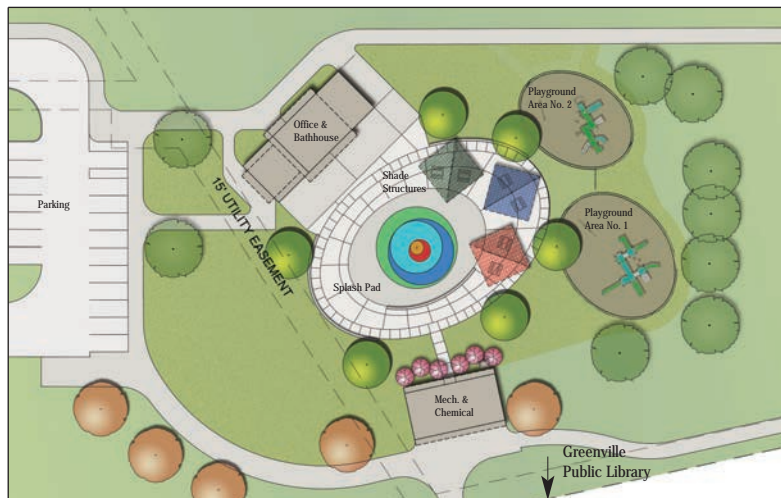 Playground
Area No. 2
Office &
Bathhouse
Shade
Structures
Parking
15' UTILITY EASEMENT
Playground
Area No. 1
Splash Pad
Mech. &
Chemical
Greenville
Public Library